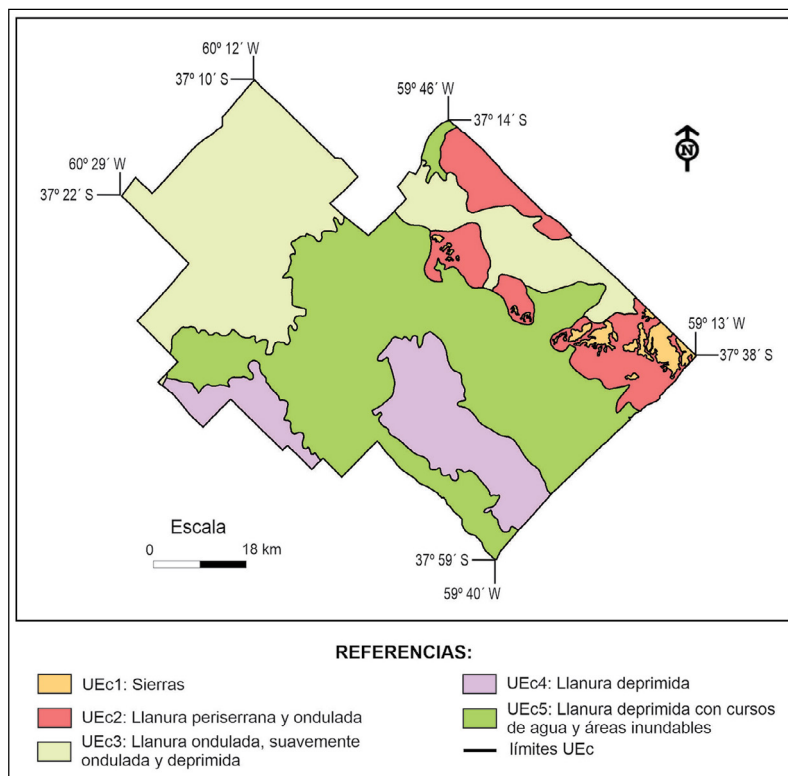 60º 12´ W
37º 10´ S
59º 46´ W
37º 14´ S
N
60º 29´ W
37º 22´ S
59º 13´ W
37º 38´ S
Escala
0 18 km
37º 59´ S
59º 40´ W
REFERENCIAS:
UEc1: Sierras
UEc2: Llanura periserrana y ondulada
UEc3: Llanura ondulada, suavemente
ondulada y deprimida
UEc4: Llanura deprimida
UEc5: Llanura deprimida con cursos
de agua y áreas inundables
límites UEc